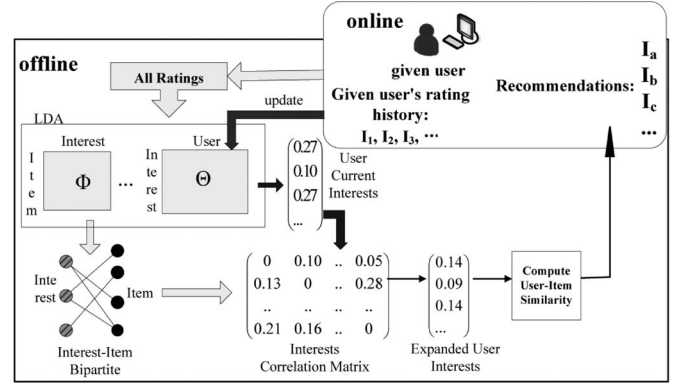 online
given user
Given user's rating
history:
I1, I2, I3, ...
Recommendations:
Ia
Ib
Ic
...
offline
All Ratings
update
LDA
Interest
Item
Φ
...
User
Interest
Θ
0.27
0.10
0.27
...
User
Current
Interests
Inte
rest
Item
Interest-Item
Bipartite
0 0.10 .. 0.05
0.13 0 .. 0.28
.. .. .. ..
0.21 0.16 .. 0
Interests
Correlation Matrix
0.14
0.09
0.14
...
Expanded User
Interests
Compute
User-Item
Similarity